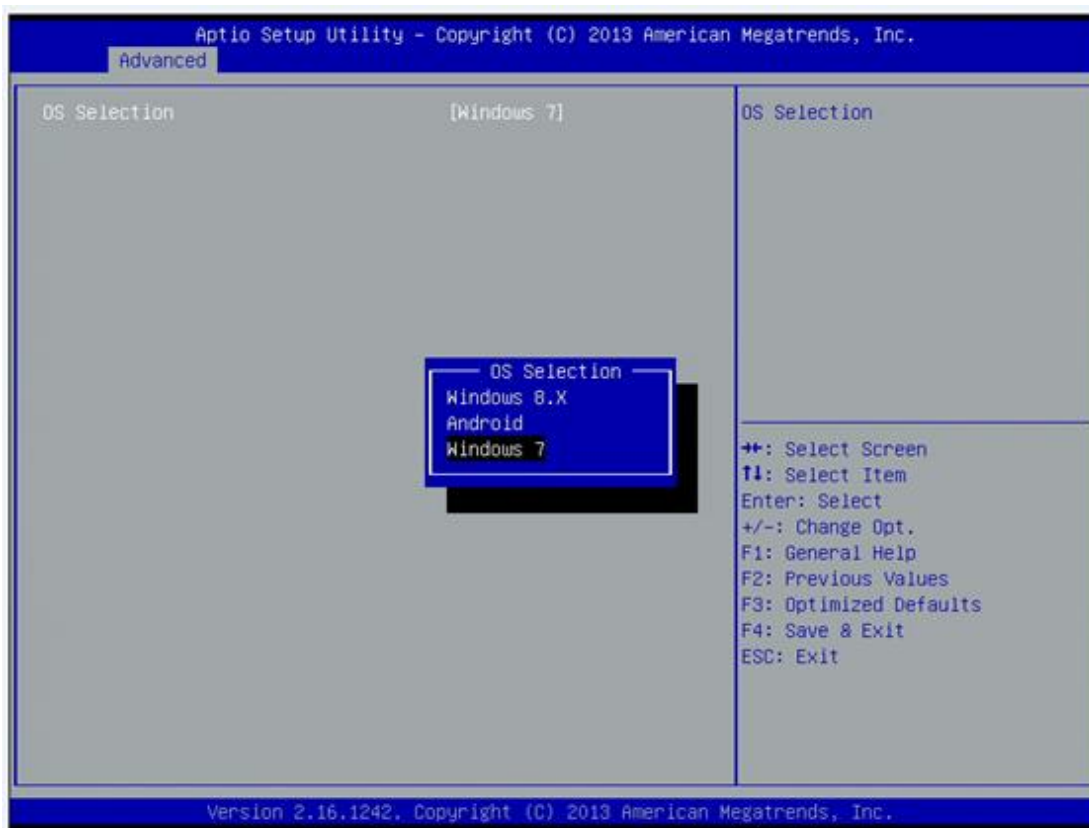 Aptio Setup Utility – Copyright (C) 2013 American Megatrends, Inc.
Advanced
OS Selection [Windows 7]
OS Selection
OS Selection
Windows 8.X
Android
Windows 7
→←: Select Screen
↑↓: Select Item
Enter: Select
+/-: Change Opt.
F1: General Help
F2: Previous Values
F3: Optimized Defaults
F4: Save & Exit
ESC: Exit
Version 2.16.1242. Copyright (C) 2013 American Megatrends, Inc.